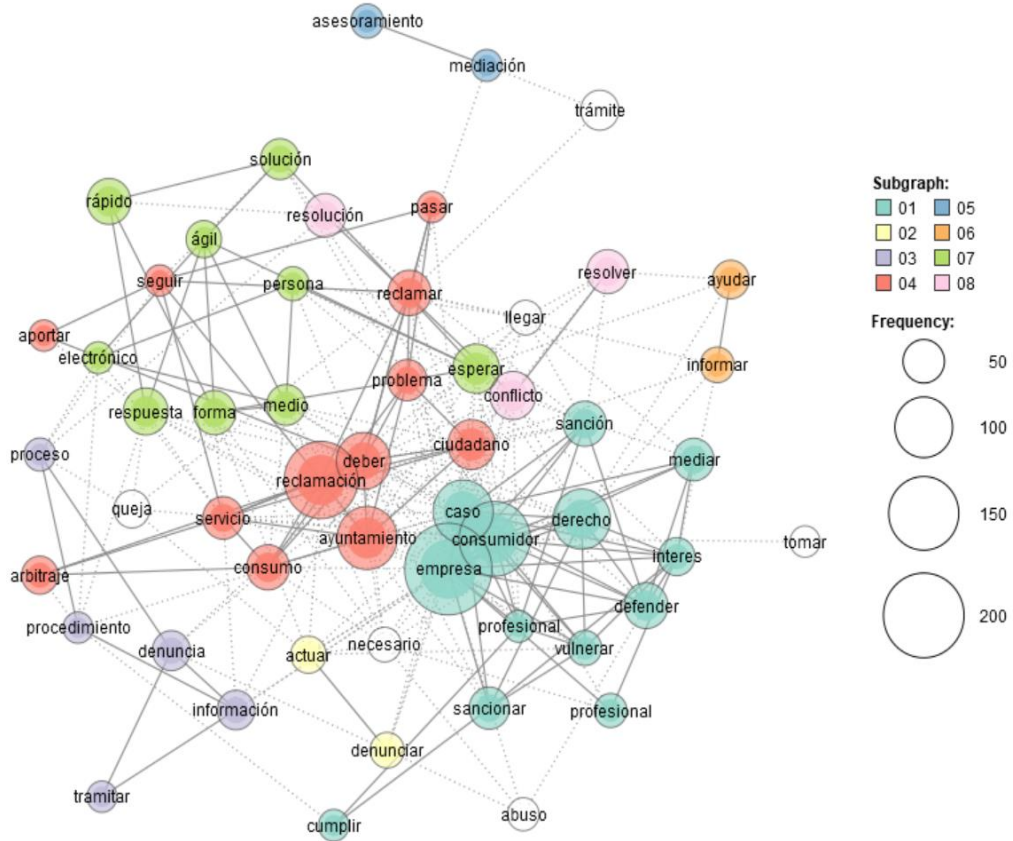 asesoramiento
mediación
trámite
solución
rápido
resolución
pasar
ágil
seguir
persona
reclamar
resolver
ayudar
llegar
aportar
electrónico
problema
esperar
informar
conflicto
respuesta
forma
medio
sanción
ciudadano
proceso
deber
mediar
reclamación
queja
servicio
caso
derecho
ayuntamiento
consumidor
tomar
interes
arbitraje
consumo
empresa
defender
procedimiento
profesional
denuncia
actuar
necesario
vulnerar
información
sancionar
profesional
denunciar
tramitar
cumplir
abuso
Subgraph:
01 05
02 06
03 07
04 08
Frequency:
50
100
150
200